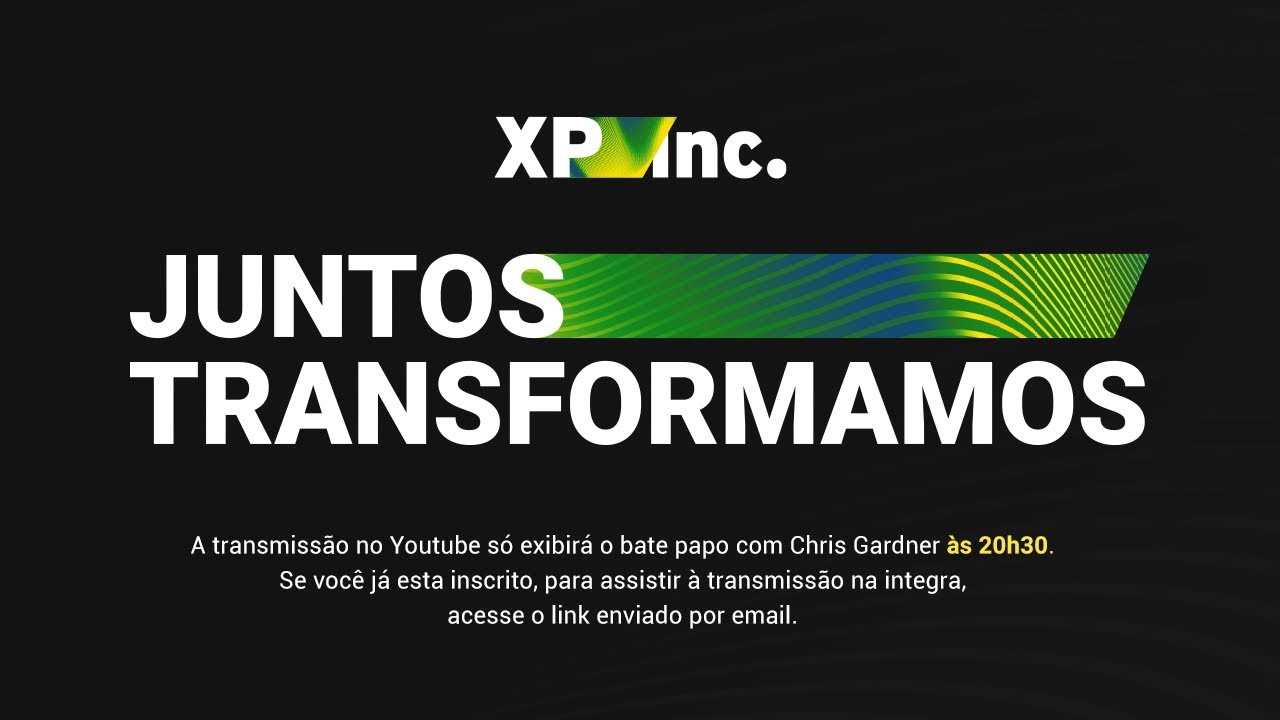 XP inc.
JUNTOS
TRANSFORMAMOS
A transmissão no Youtube só exibirá o bate papo com Chris Gardner às 20h30.
Se você já esta inscrito, para assistir à transmissão na integra,
acesse o link enviado por email.